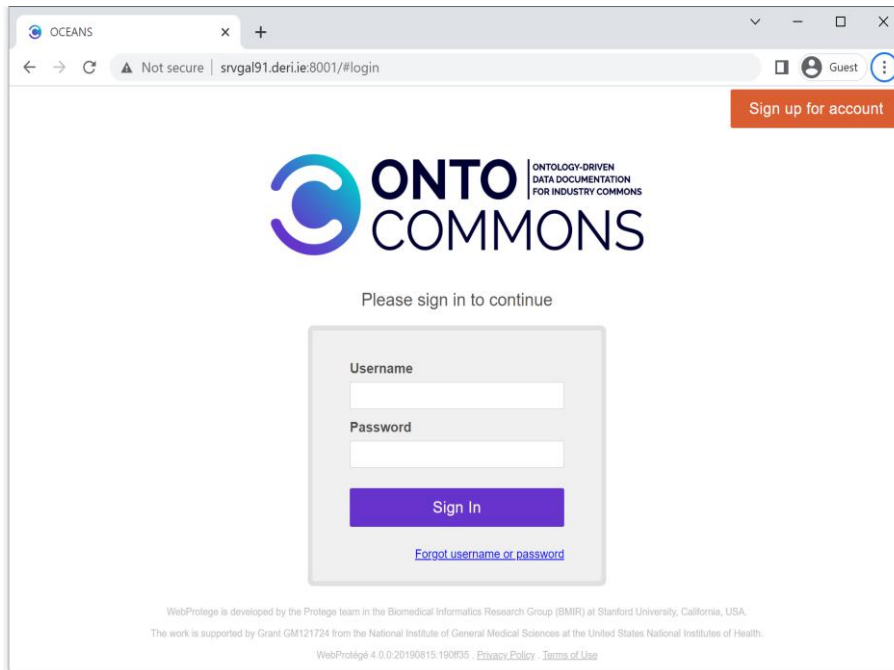 OCEANS
Not secure | srvgal91.deri.ie:8001/#login
Guest
Sign up for account
ONTO
ONTOLOGY-DRIVEN
DATA DOCUMENTATION
FOR INDUSTRY COMMONS
COMMONS
Please sign in to continue
Username
Password
Sign In
Forgot username or password
WebProtege is developed by the Protege team in the Biomedical Informatics Research Group (BMIR) at Stanford University, California, USA.
The work is supported by Grant GM121724 from the National Institute of General Medical Sciences at the United States National Institutes of Health.
WebProtégé 4.0.0:20190815.190ff35 . Privacy Policy . Terms of Use